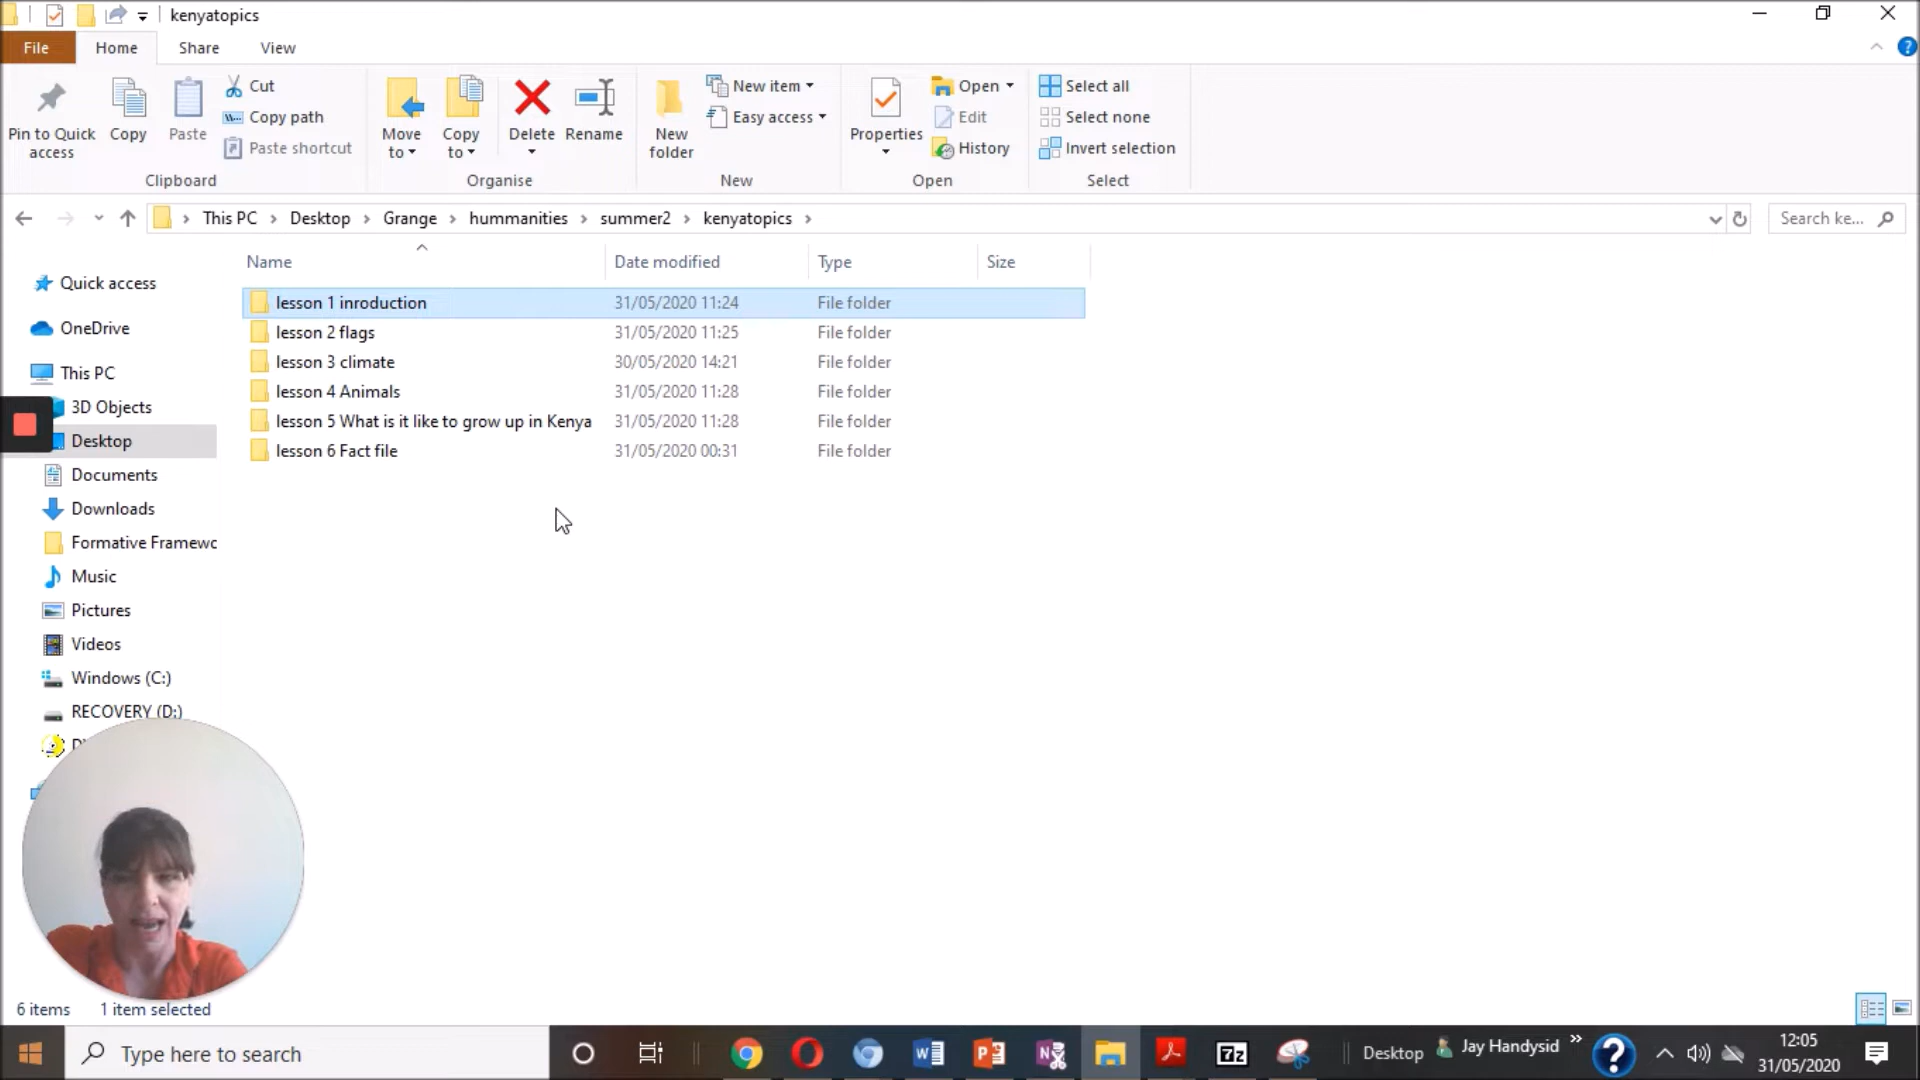 kenyatopics
File Home Share View
Pin to Quick access
Copy
Paste
Cut
Copy path
Paste shortcut
Clipboard
Move to
Copy to
Delete
Rename
Organise
New folder
New item
Easy access
New
Properties
Open
Edit
History
Open
Select all
Select none
Invert selection
Select
This PC > Desktop > Grange > hummanities > summer2 > kenyatopics >
Search ke...
Name Date modified Type Size
lesson 1 inroduction 31/05/2020 11:24 File folder
lesson 2 flags 31/05/2020 11:25 File folder
lesson 3 climate 30/05/2020 14:21 File folder
lesson 4 Animals 31/05/2020 11:28 File folder
lesson 5 What is it like to grow up in Kenya 31/05/2020 11:28 File folder
lesson 6 Fact file 31/05/2020 00:31 File folder
Quick access
OneDrive
This PC
3D Objects
Desktop
Documents
Downloads
Formative Framewc
Music
Pictures
Videos
Windows (C:)
RECOVERY (D:)
6 items 1 item selected
Type here to search
Desktop
Jay Handysid
12:05
31/05/2020